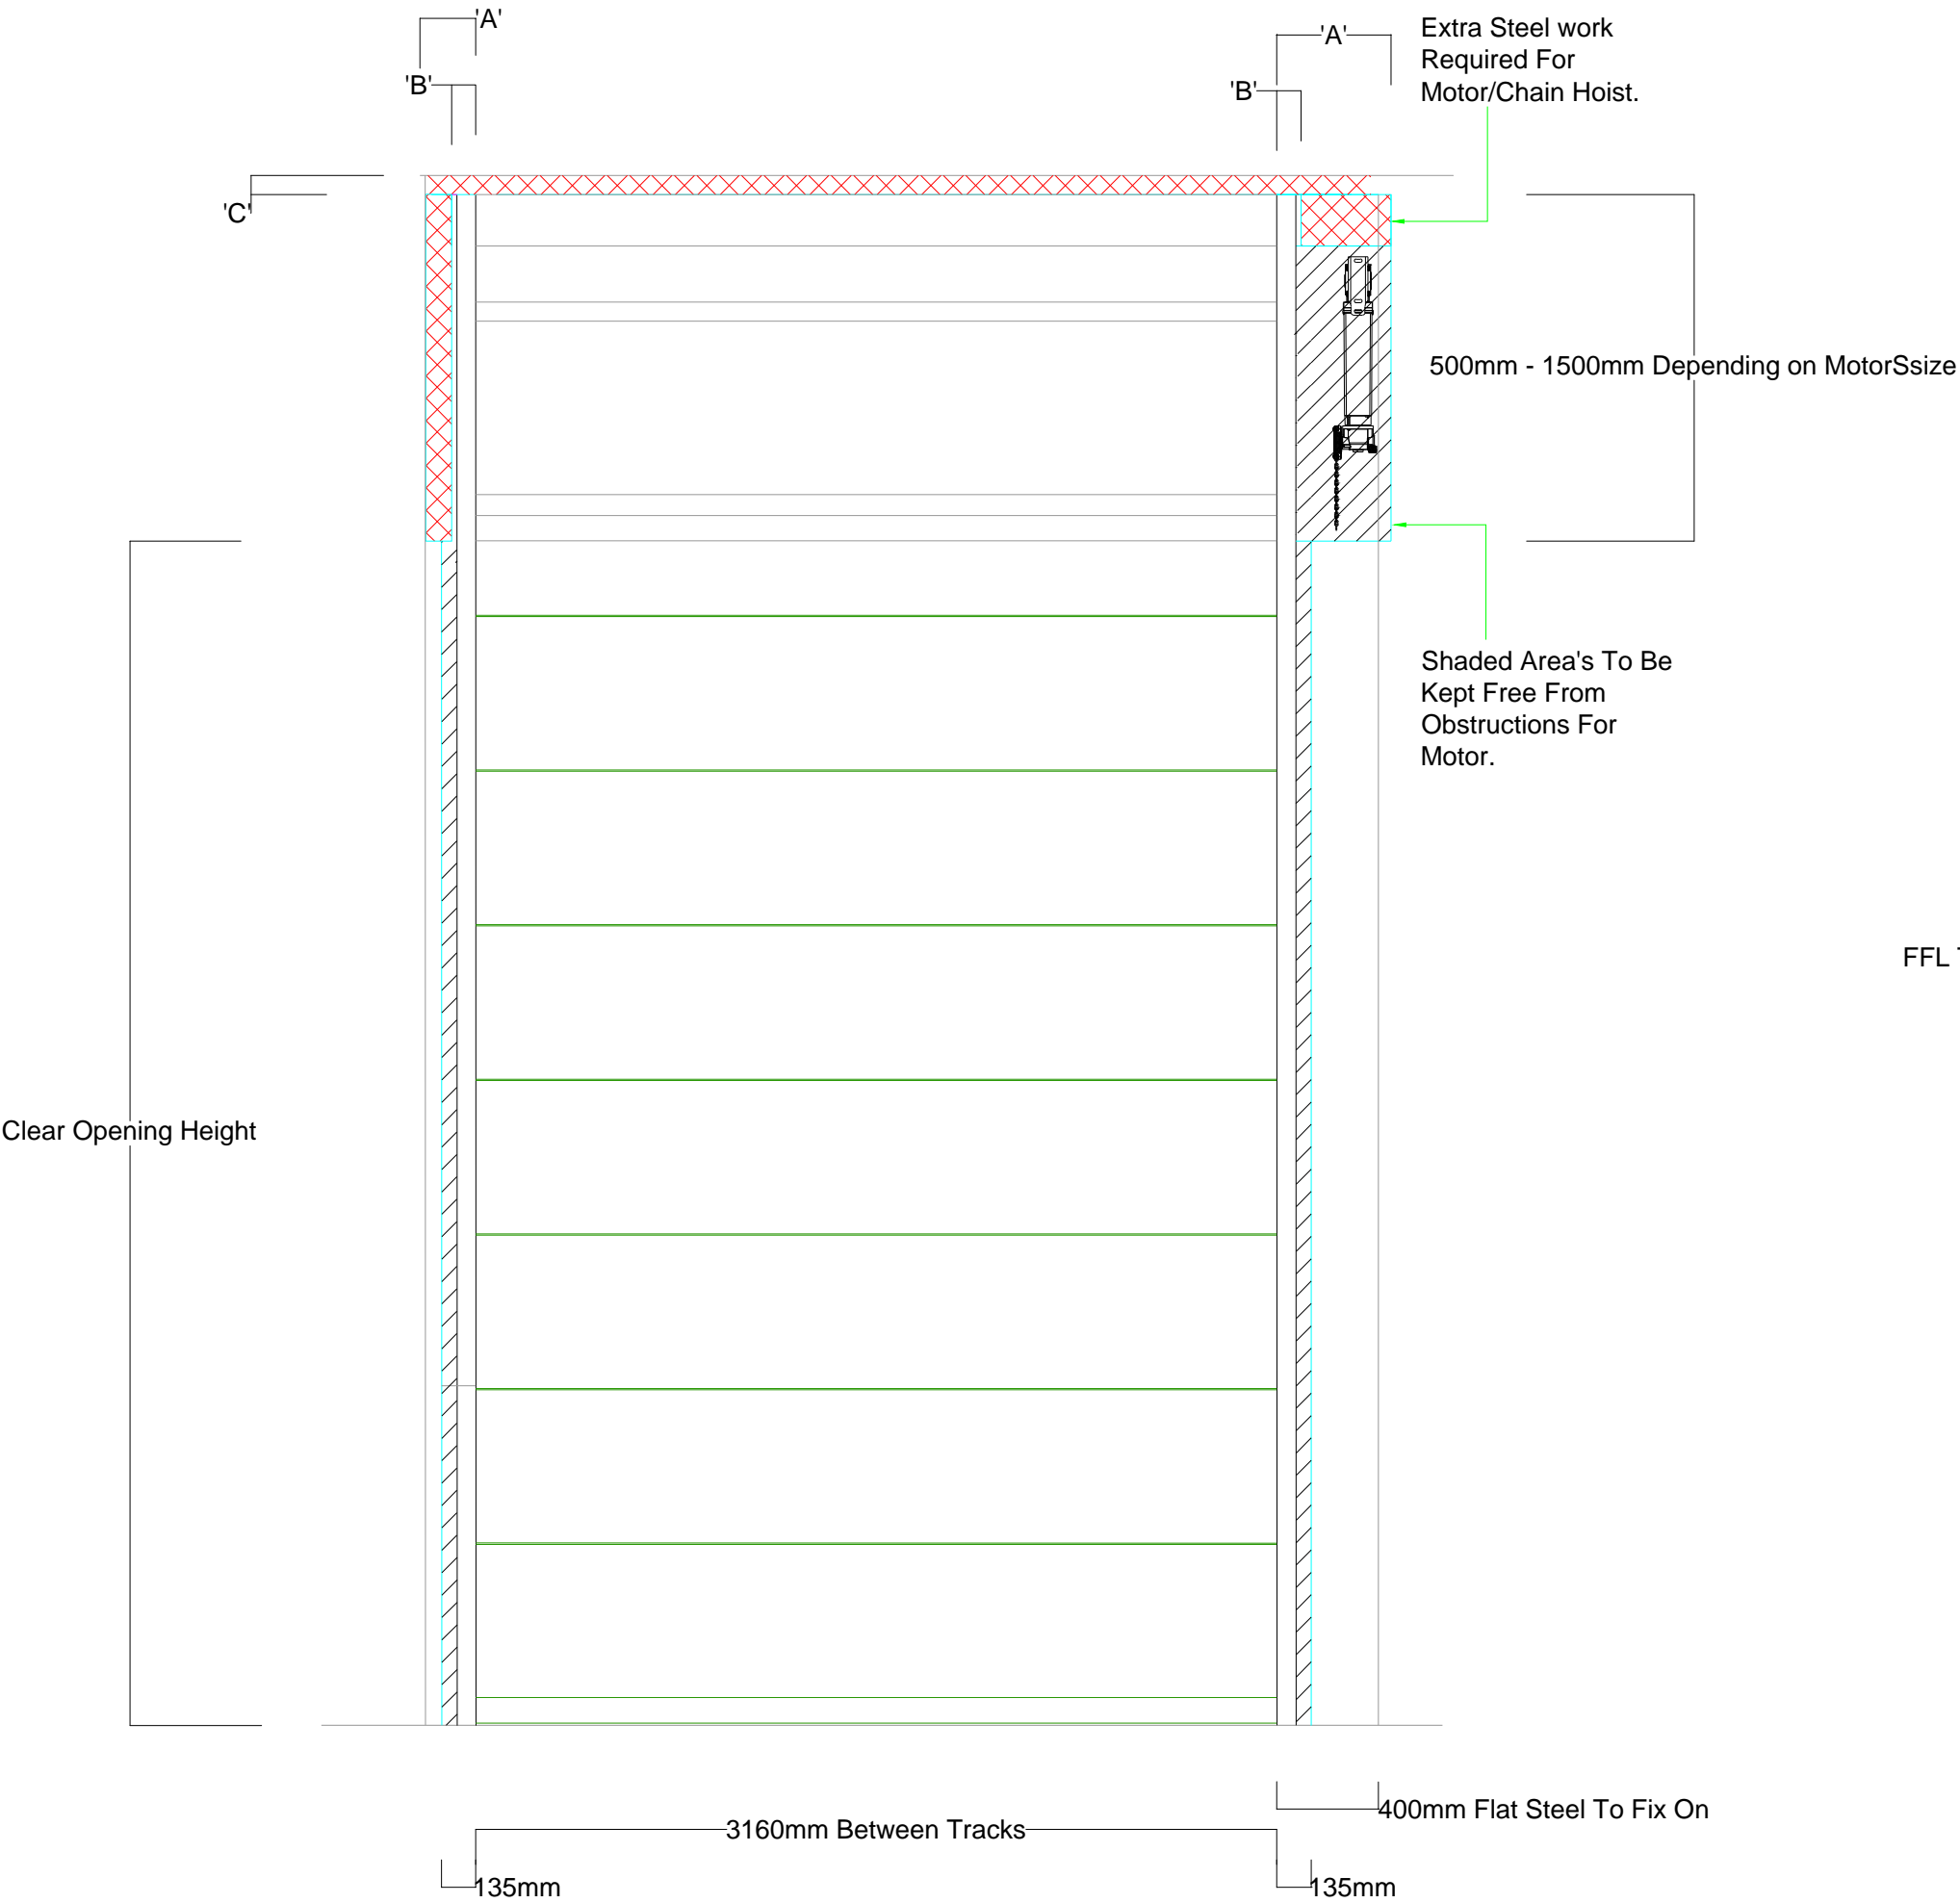 'A'
'A'
Extra Steel work
Required For
Motor/Chain Hoist.
'B'
'B'
'C'
500mm - 1500mm Depending on MotorSsize
Shaded Area's To Be
Kept Free From
Obstructions For
Motor.
FFL
Clear Opening Height
400mm Flat Steel To Fix On
3160mm Between Tracks
135mm
135mm